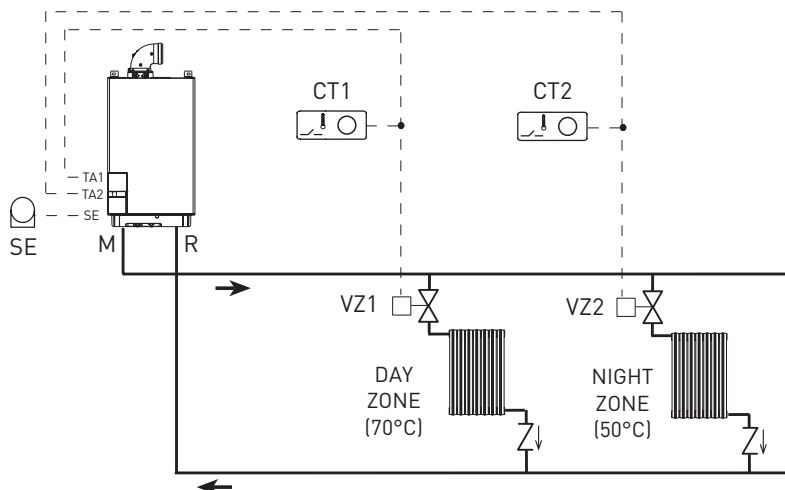 CT1
CT2
TA1
TA2
SE
SE
M
R
VZ1
VZ2
DAY
ZONE
(70°C)
NIGHT
ZONE
(50°C)